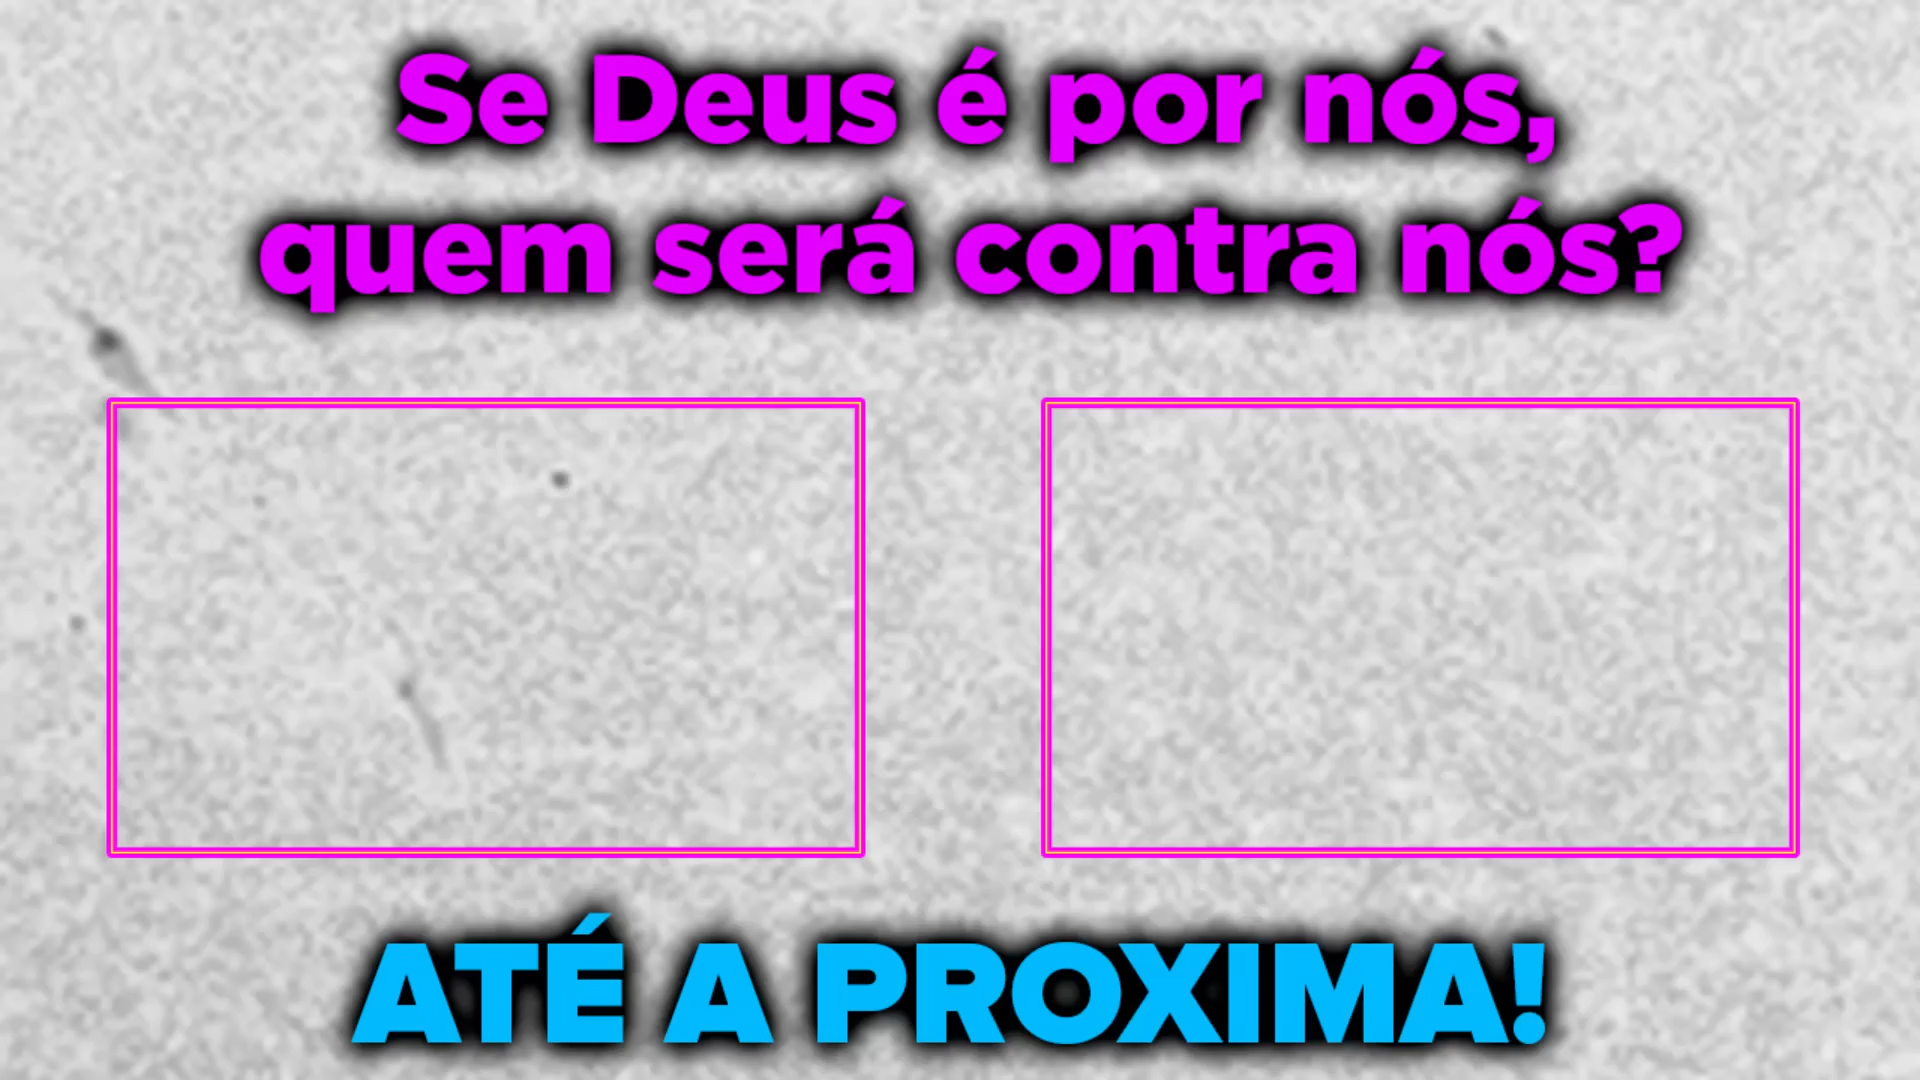 Se Deus é por nós,
quem será contra nós?
ATÉ A PROXIMA!